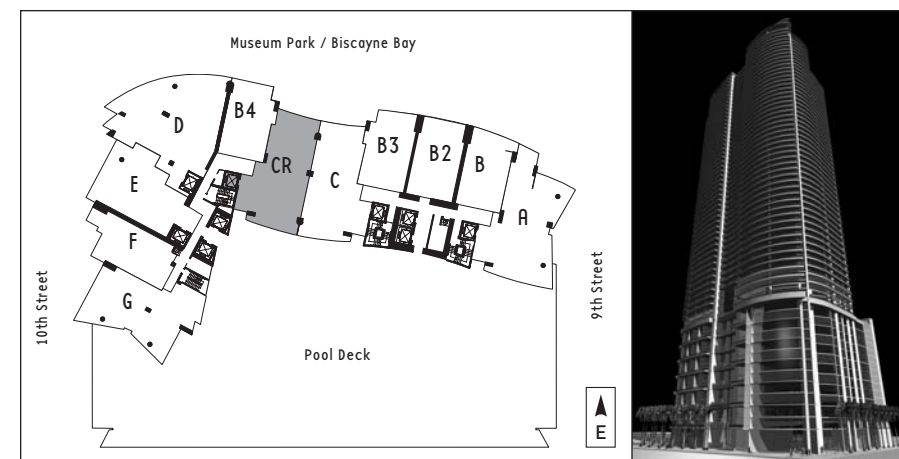 Museum Park / Biscayne Bay
B4
D
B3
B2
B
CR
C
E
A
F
G
10th Street
9th Street
Pool Deck
E